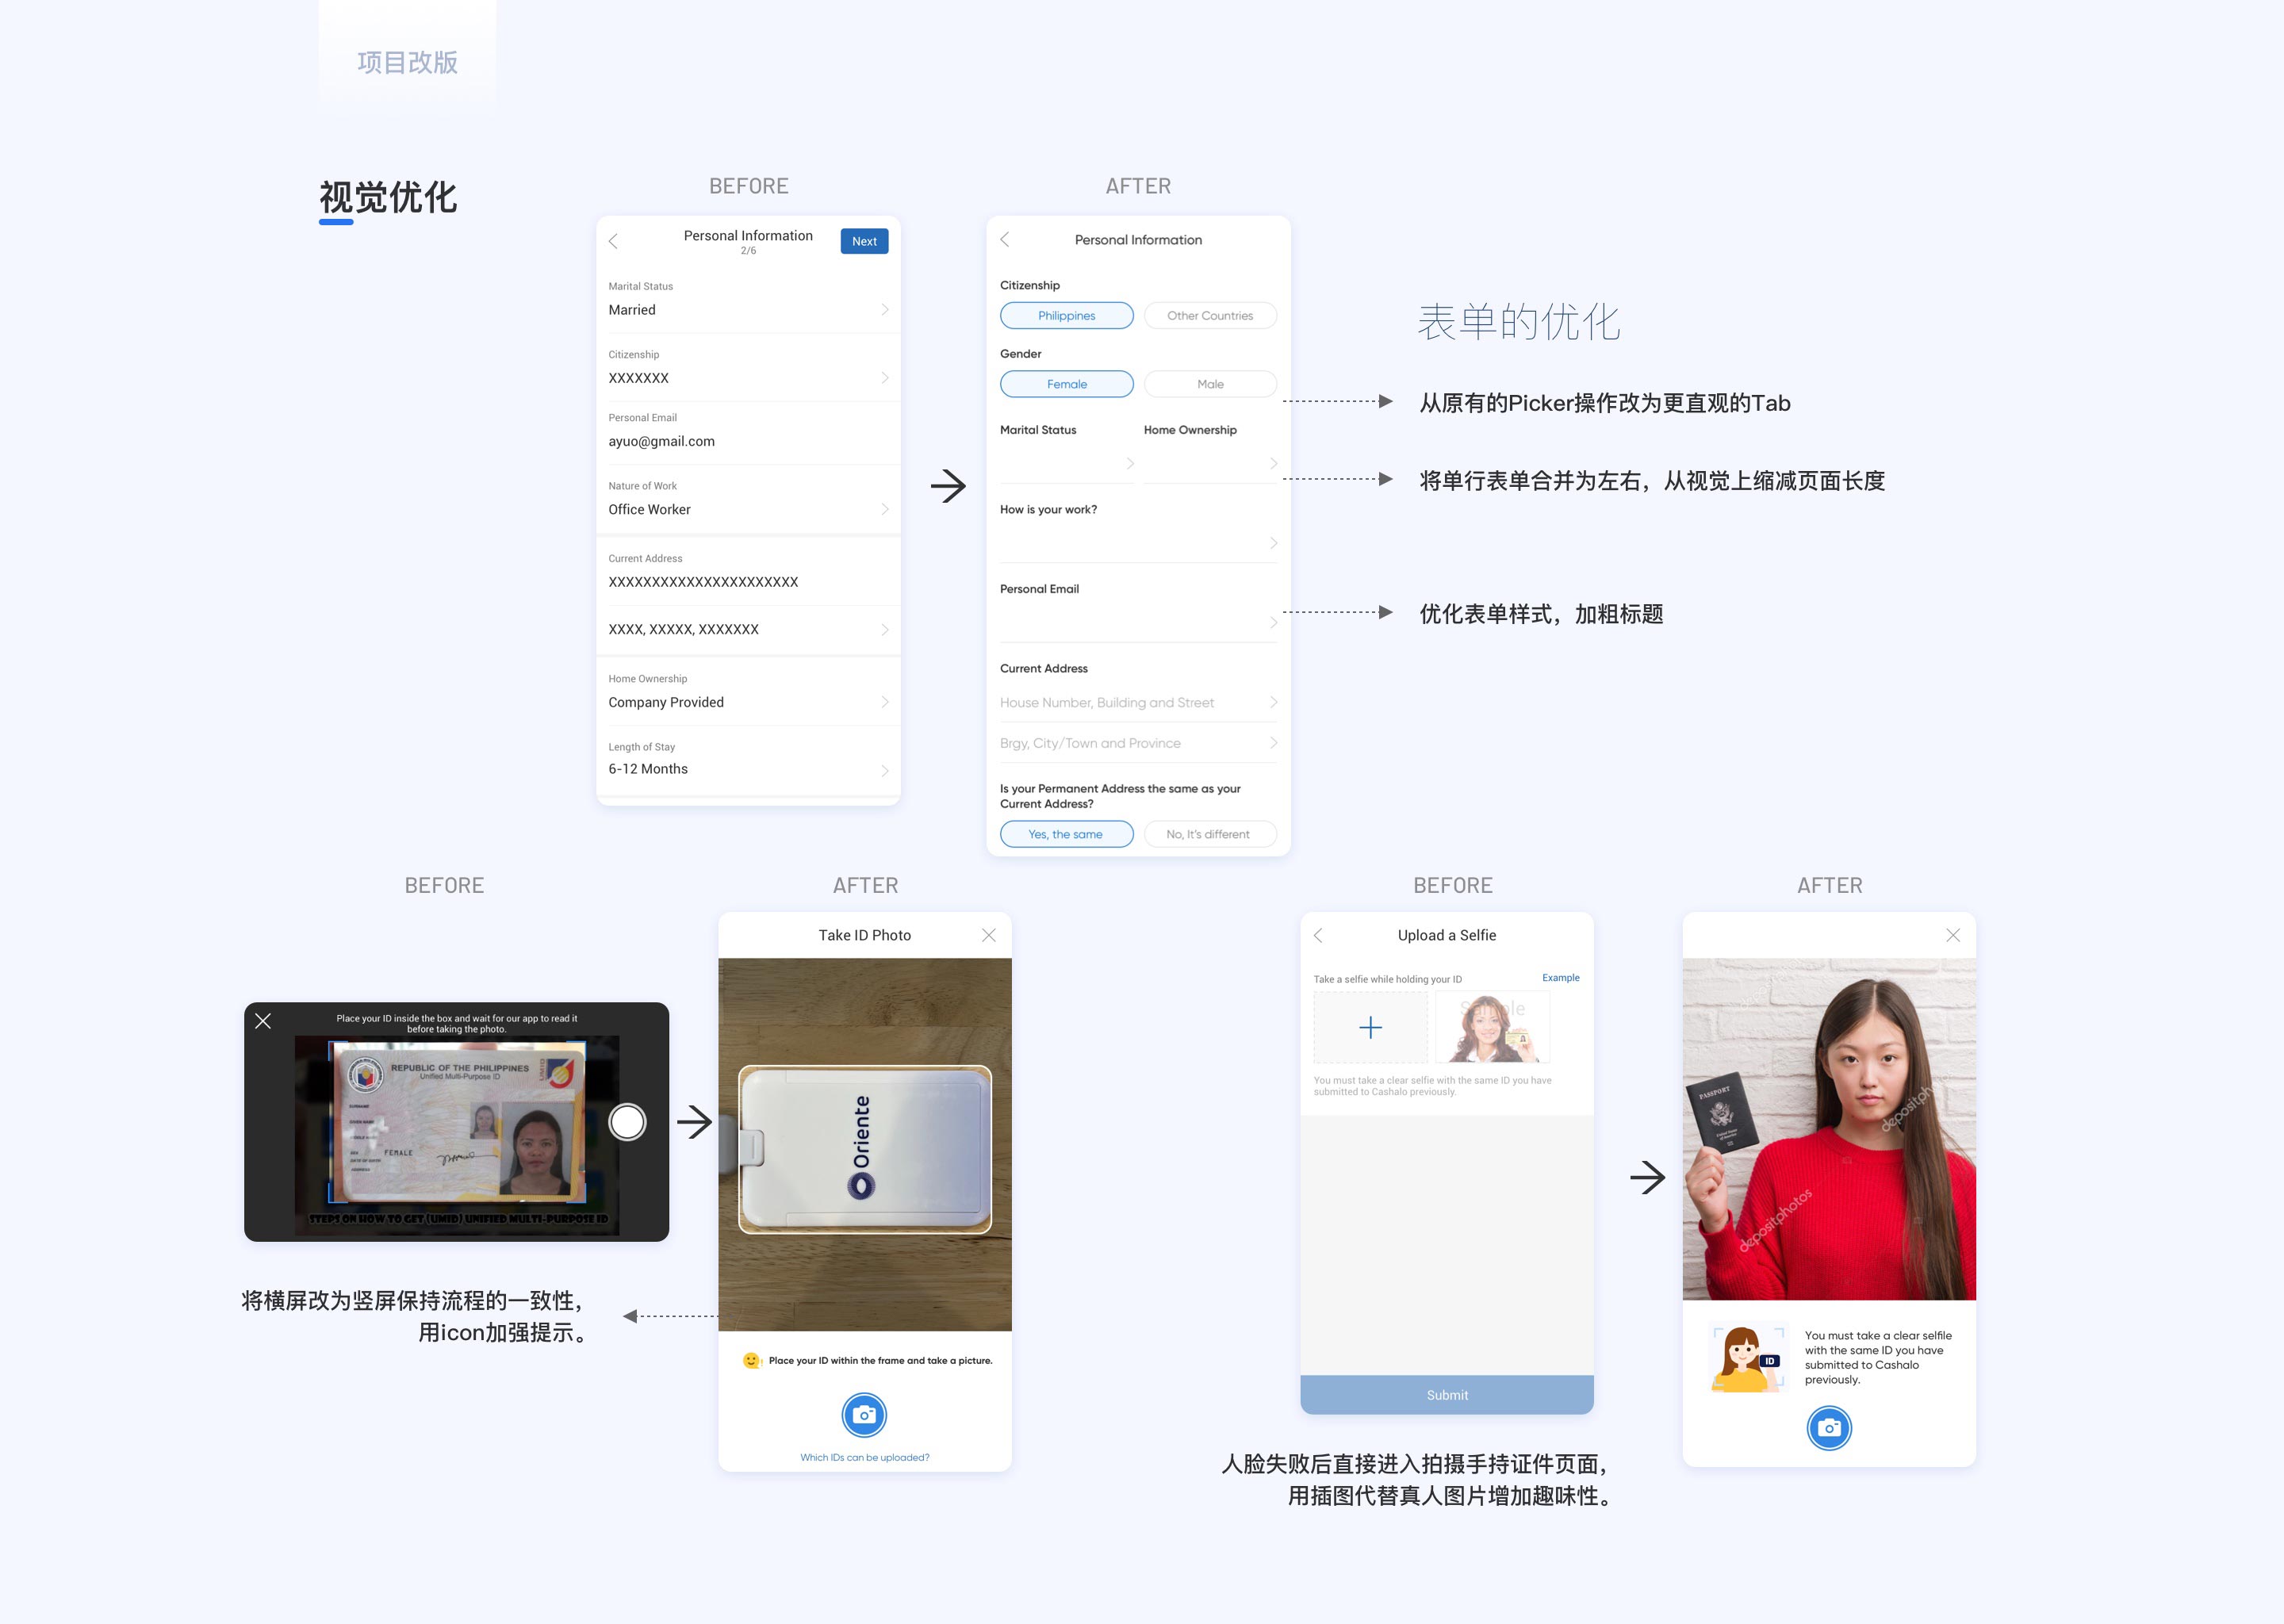 项目改版
视觉优化
BEFORE
AFTER
Personal Information
2/6
Next
Marital Status
Married
Citizenship
XXXXXXX
Personal Email
ayuo@gmail.com
Nature of Work
Office Worker
Current Address
XXXXXXXXXXXXXXXXXXXXXX
XXXX, XXXXX, XXXXXXX
Home Ownership
Company Provided
Length of Stay
6-12 Months
Personal Information
Citizenship
Philippines
Other Countries
Gender
Female
Male
Marital Status
Home Ownership
How is your work?
Personal Email
Current Address
House Number, Building and Street
Brgy, City/Town and Province
Is your Permanent Address the same as your
Current Address?
Yes, the same
No, It's different
表单的优化
从原有的Picker操作改为更直观的Tab
将单行表单合并为左右，从视觉上缩减页面长度
优化表单样式，加粗标题
BEFORE
AFTER
Place your ID inside the box and wait for our app to read it
before taking the photo.
REPUBLIC OF THE PHILIPPINES
Unified Multi-Purpose ID
UMID
FEMALE
STEPS ON HOW TO GET (UMID) UNIFIED MULTI-PURPOSE ID
将横屏改为竖屏保持流程的一致性，
用icon加强提示。
Take ID Photo
Oriente
Place your ID within the frame and take a picture.
Which IDs can be uploaded?
BEFORE
AFTER
Upload a Selfie
Take a selfie while holding your ID
Example
Sample
You must take a clear selfie with the same ID you have
submitted to Cashalo previously.
Submit
人脸失败后直接进入拍摄手持证件页面，
用插图代替真人图片增加趣味性。
PASSPORT
depositph
depositphotos
ID
You must take a clear selfile
with the same ID you have
submitted to Cashalo
previously.